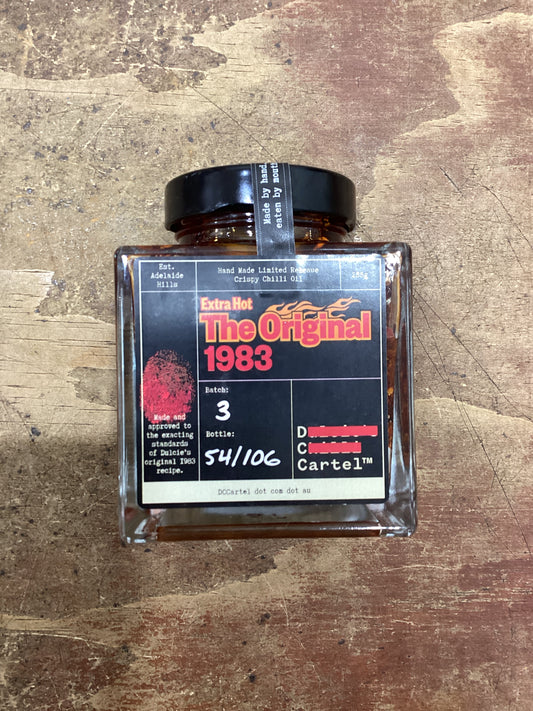 Made by hand.
eaten by mouth
Est.
Adelaide
Hills
Hand Made Limited Release
Crispy Chilli Oil
Extra Hot
The Original
1983
Batch:
3
Bottle:
54/106
Made and
approved to
the exacting
standards
of Dulcie's
original 1983
recipe.
D
C
Cartel™
DCCartel dot com dot au